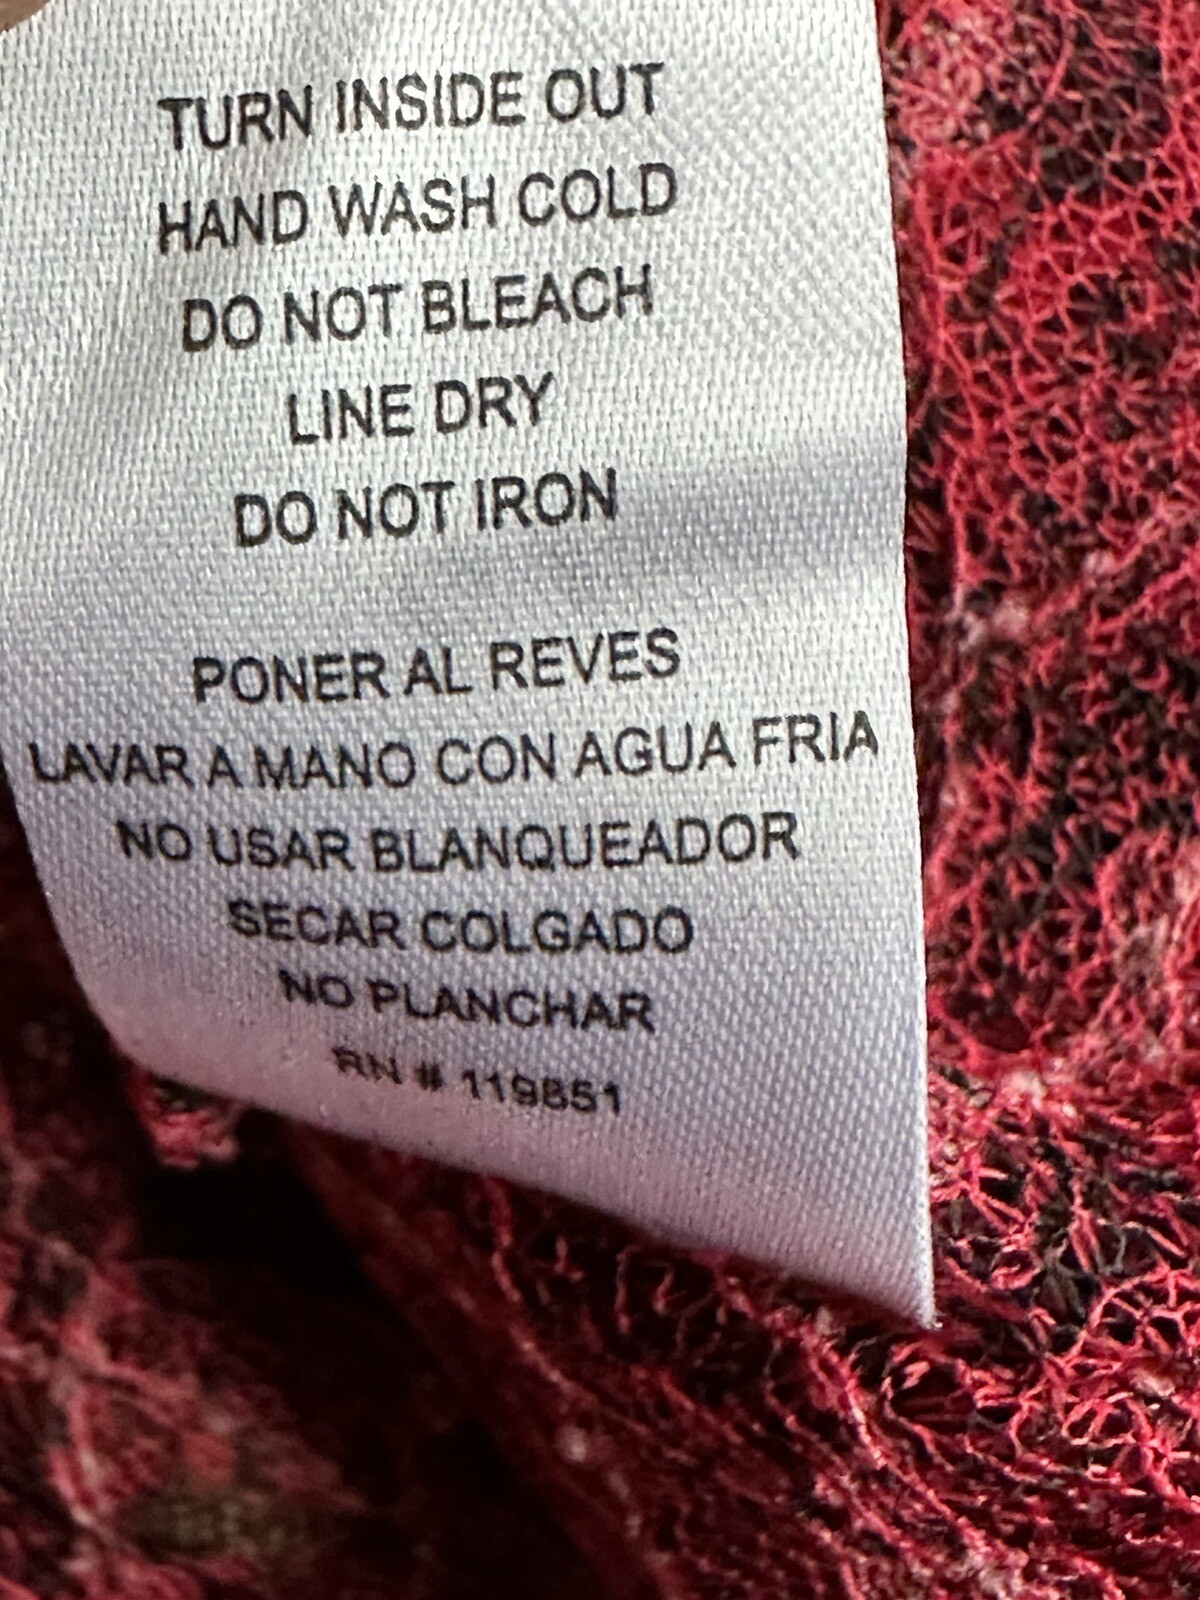 TURN INSIDE OUT
HAND WASH COLD
DO NOT BLEACH
LINE DRY
DO NOT IRON
PONER AL REVES
LAVAR A MANO CON AGUA FRIA
NO USAR BLANQUEADOR
SECAR COLGADO
NO PLANCHAR
RN # 119851